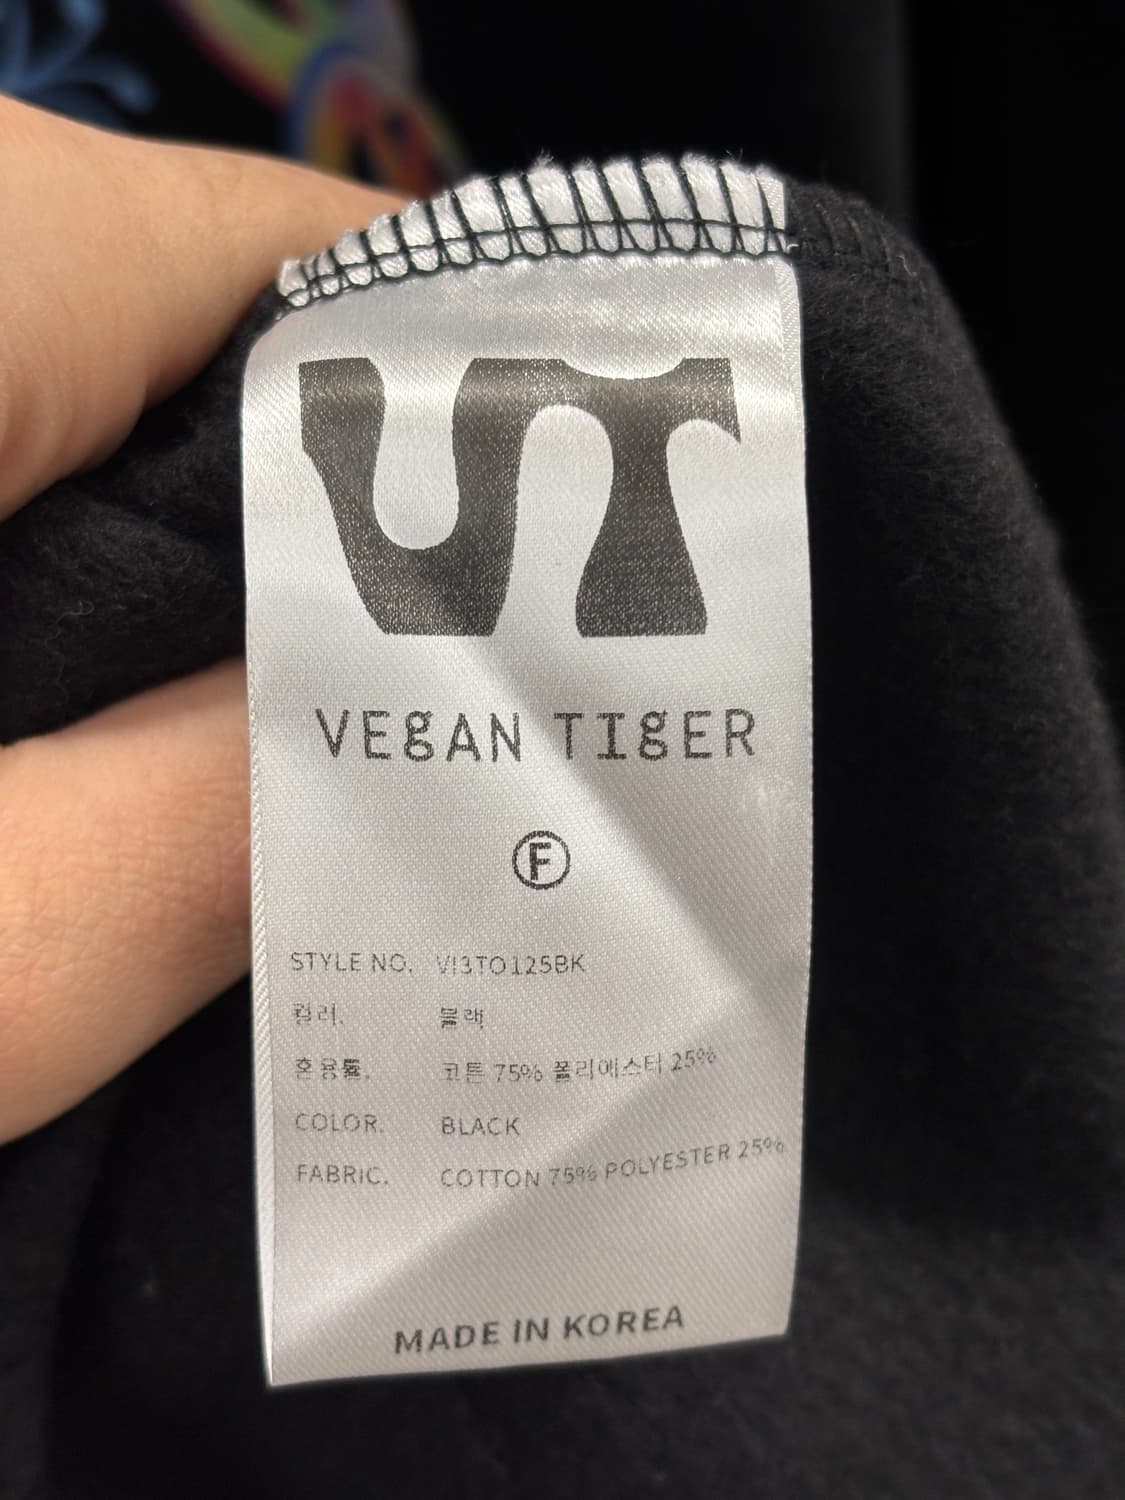 VT
VEGAN TIGER
F
STYLE NO. VI3TO125BK
컬러. 블랙
혼용률. 코튼 75% 폴리에스터 25%
COLOR. BLACK
FABRIC. COTTON 75% POLYESTER 25%
MADE IN KOREA